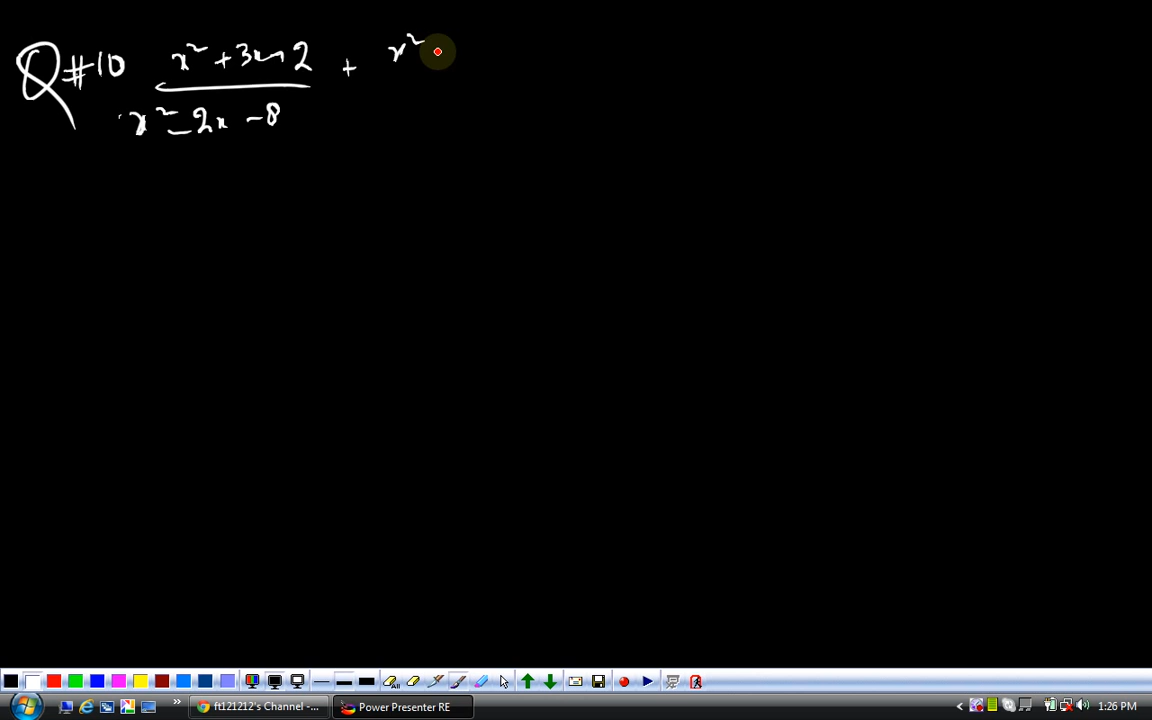 Q#10 x² + 3x + 2 + x²
x² - 2x - 8
ft121212's Channel -... Power Presenter RE 1:26 PM